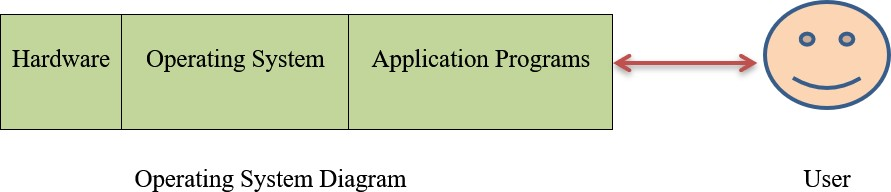 Hardware
Operating System
Application Programs
Operating System Diagram
User